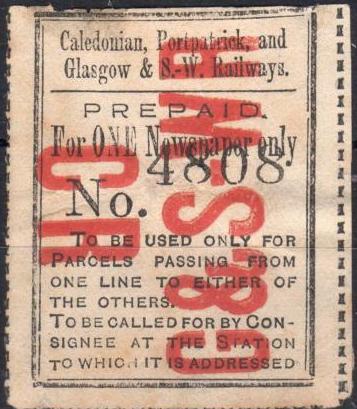 Caledonian, Portpatrick, and
Glasgow & S.-W. Railways.
PREPAID.
For ONE Newspaper only
No. 4808
TO BE USED ONLY FOR
PARCELS PASSING FROM
ONE LINE TO EITHER OF
THE OTHERS.
TO BE CALLED FOR BY CON-
SIGNEE AT THE STATION
TO WHICH IT IS ADDRESSED